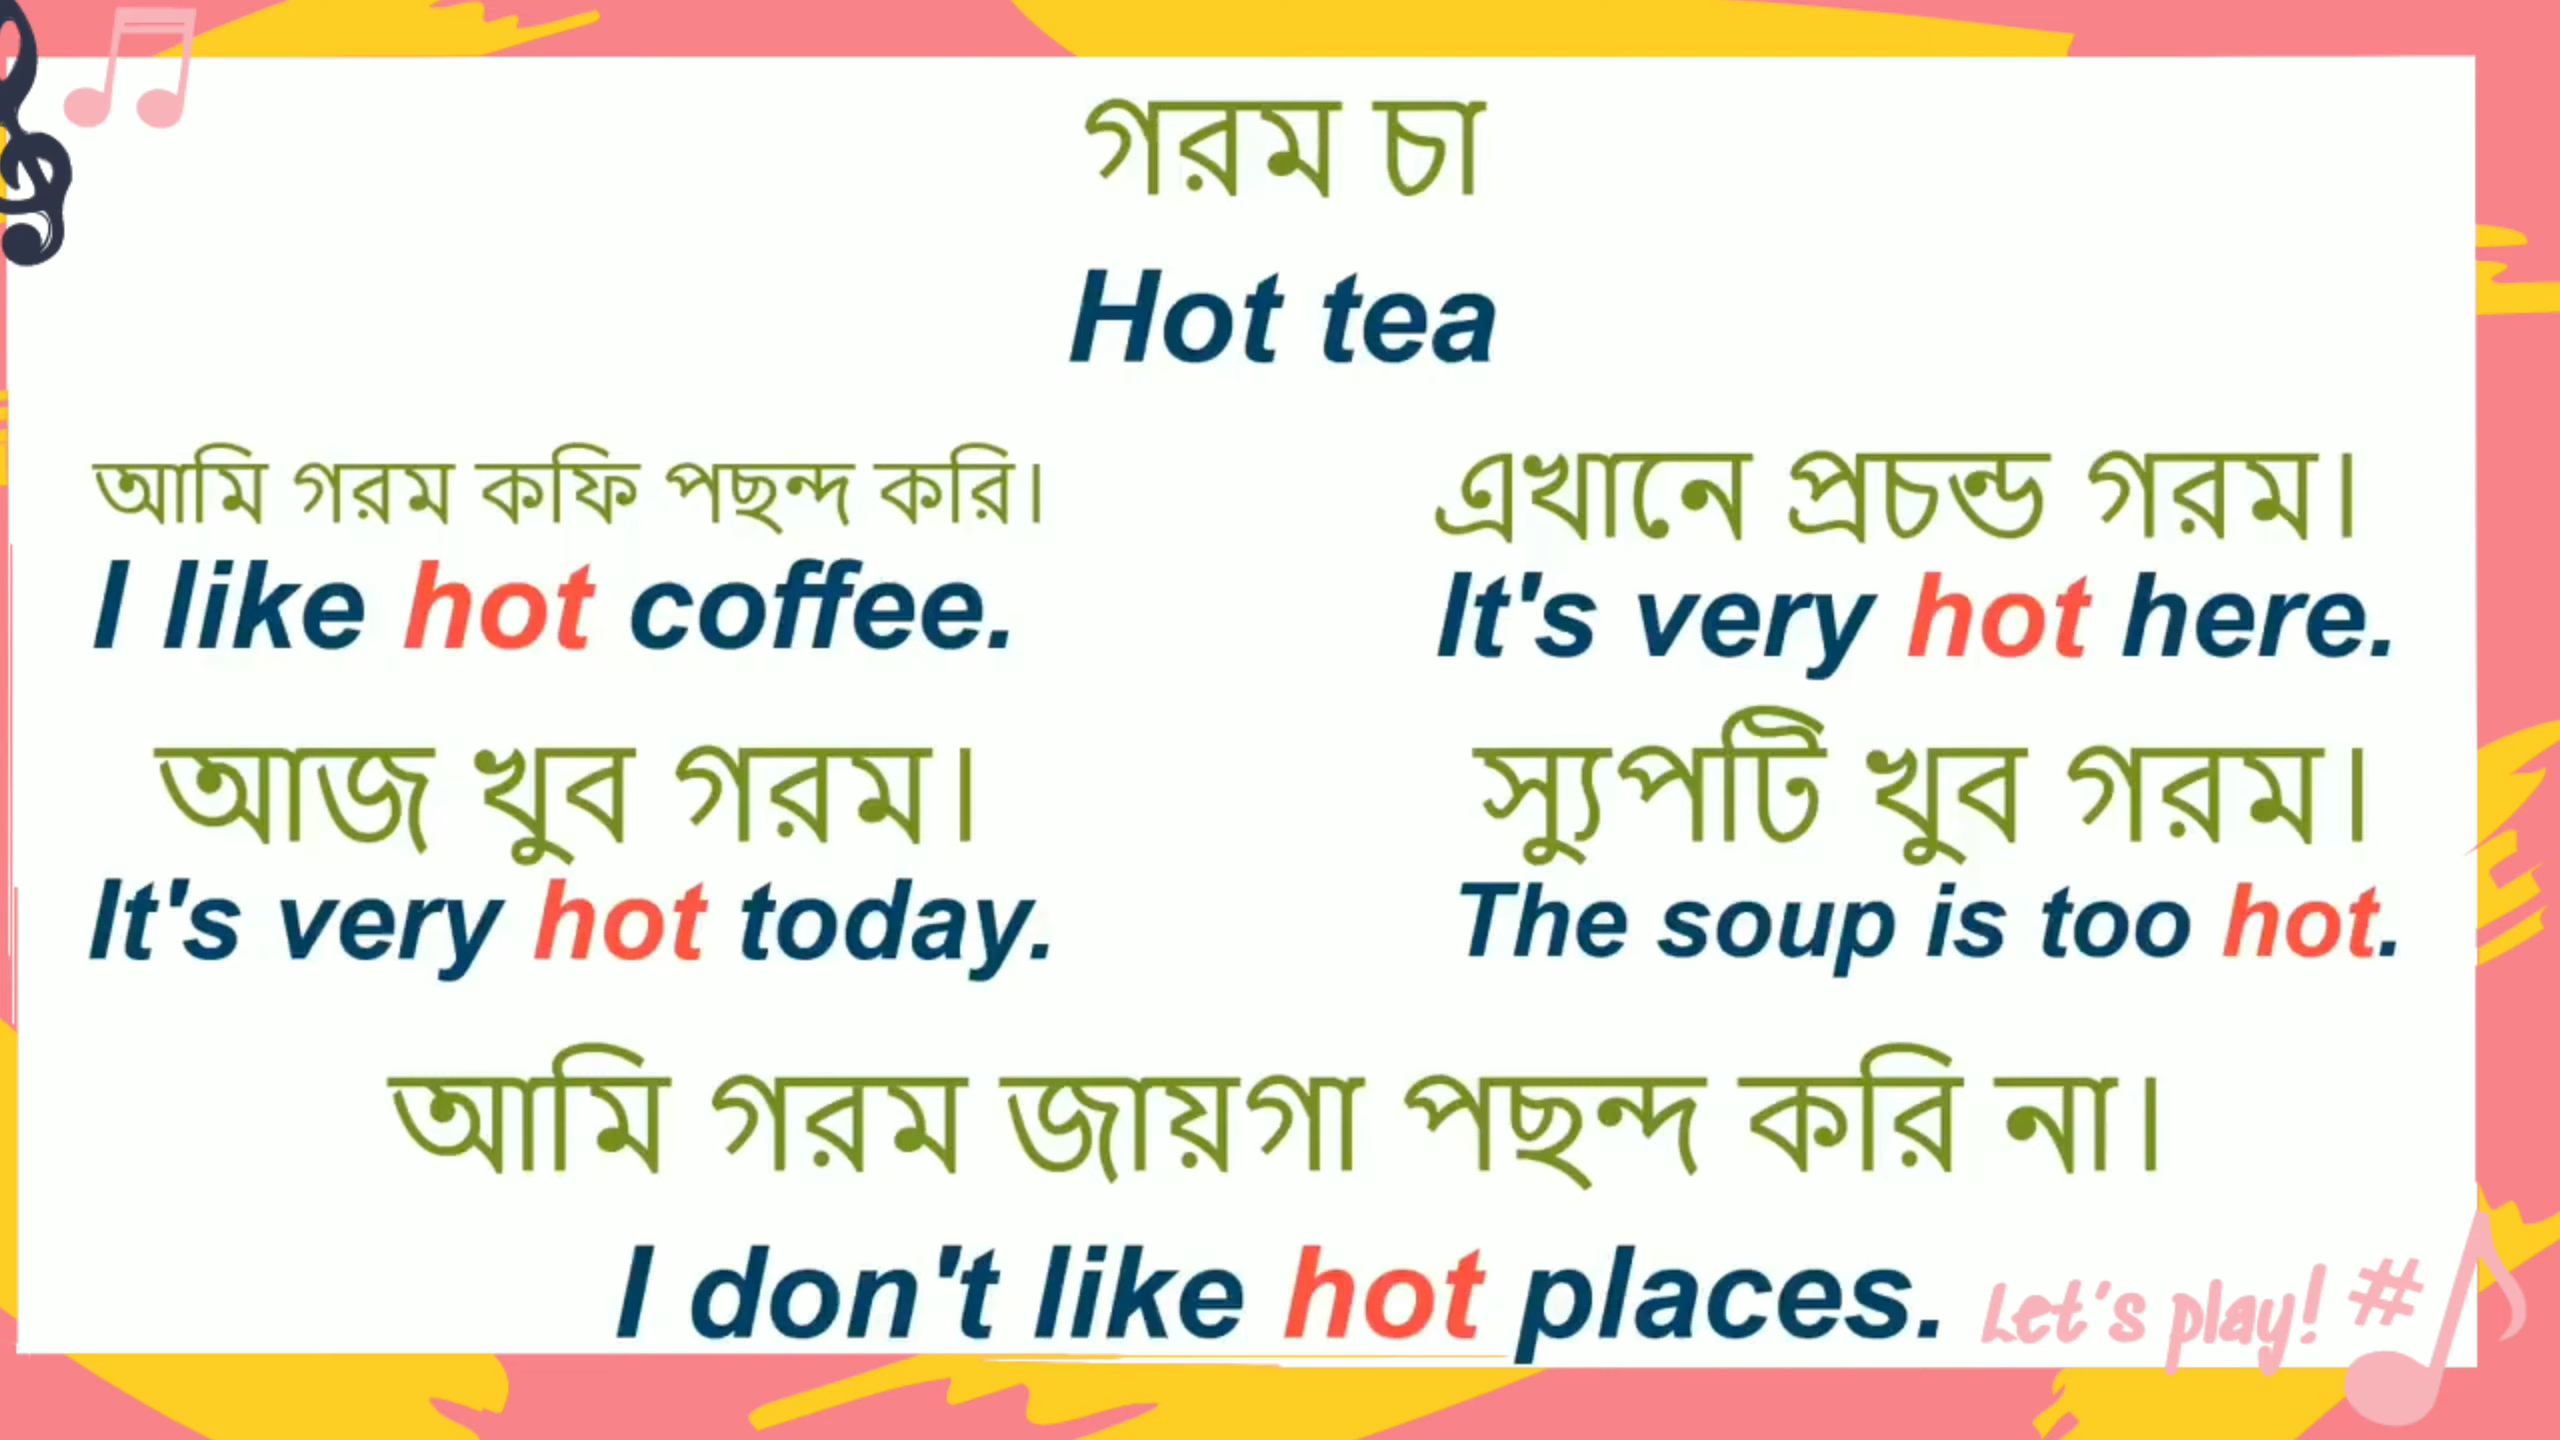 গরম চা
Hot tea
আমি গরম কফি পছন্দ করি।
I like hot coffee.
এখানে প্রচন্ড গরম।
It's very hot here.
আজ খুব গরম।
It's very hot today.
স্যুপটি খুব গরম।
The soup is too hot.
আমি গরম জায়গা পছন্দ করি না।
I don't like hot places.
Let's play! #